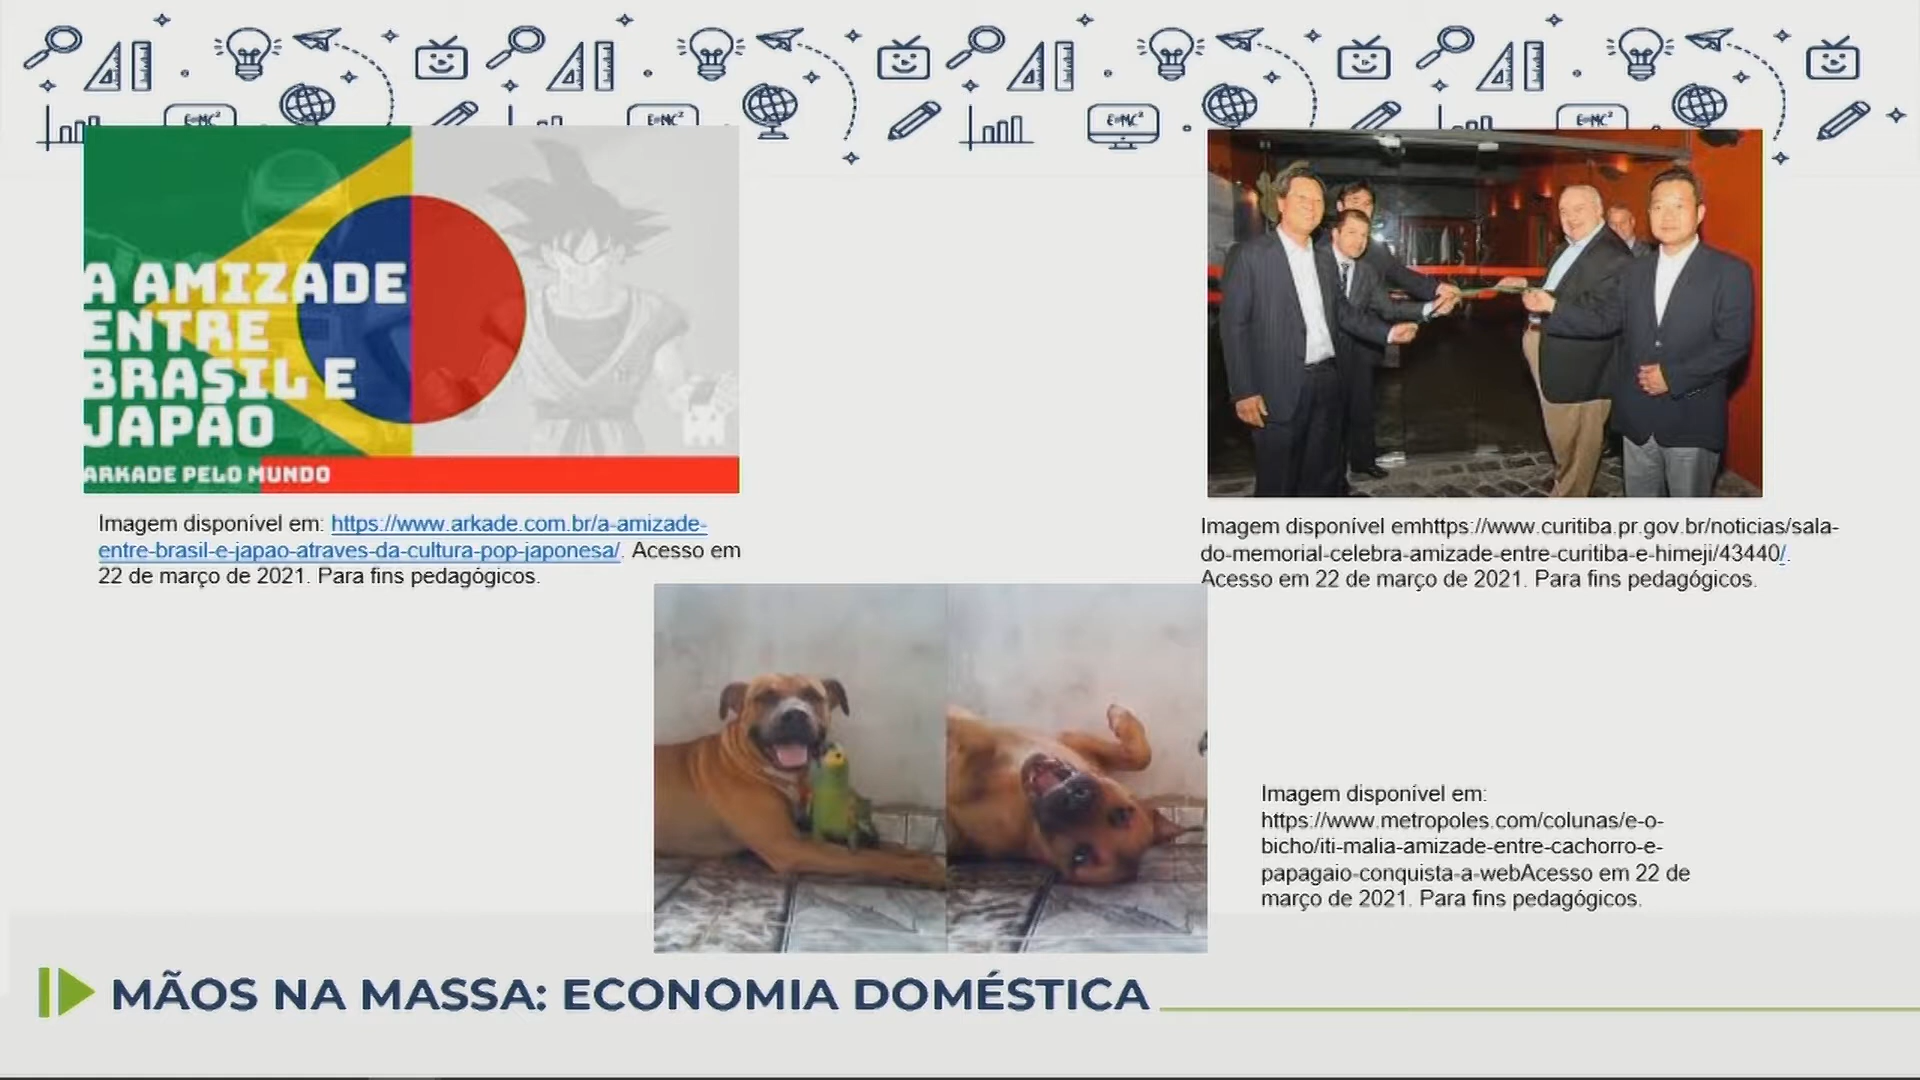 E=MC²
E=MC²
E=MC²
E=MC²
A AMIZADE
ENTRE
BRASIL E
JAPÃO
ARKADE PELO MUNDO
Imagem disponível em: https://www.arkade.com.br/a-amizade-
entre-brasil-e-japao-atraves-da-cultura-pop-japonesa/. Acesso em
22 de março de 2021. Para fins pedagógicos.
Imagem disponível emhttps://www.curitiba.pr.gov.br/noticias/sala-
do-memorial-celebra-amizade-entre-curitiba-e-himeji/43440/.
Acesso em 22 de março de 2021. Para fins pedagógicos.
Imagem disponível em:
https://www.metropoles.com/colunas/e-o-
bicho/iti-malia-amizade-entre-cachorro-e-
papagaio-conquista-a-webAcesso em 22 de
março de 2021. Para fins pedagógicos.
MÃOS NA MASSA: ECONOMIA DOMÉSTICA